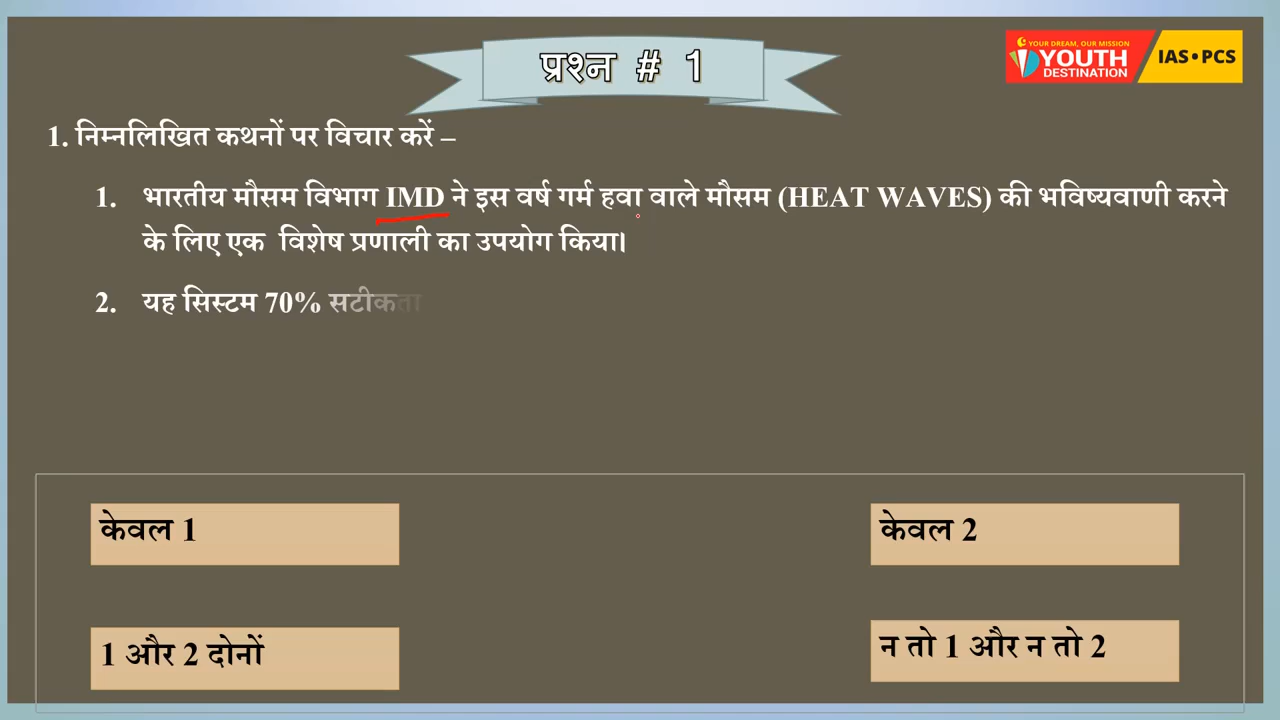 प्रश्न # 1
YOUR DREAM, OUR MISSION
YOUTH
DESTINATION
IAS•PCS
1. निम्नलिखित कथनों पर विचार करें –
1. भारतीय मौसम विभाग IMD ने इस वर्ष गर्म हवा वाले मौसम (HEAT WAVES) की भविष्यवाणी करने
के लिए एक विशेष प्रणाली का उपयोग किया।
2. यह सिस्टम 70% सटीकता
केवल 1
केवल 2
1 और 2 दोनों
न तो 1 और न तो 2